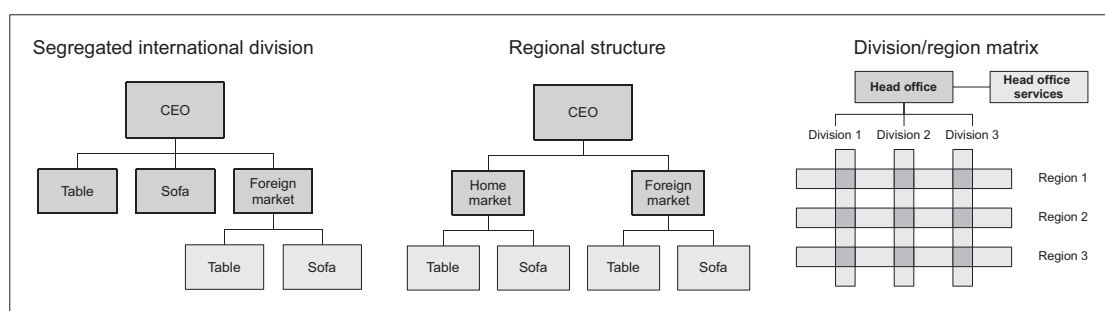 Segregated international division
CEO
Table
Sofa
Foreign
market
Table
Sofa
Regional structure
CEO
Home
market
Foreign
market
Table
Sofa
Table
Sofa
Division/region matrix
Head office
Head office
services
Division 1 Division 2 Division 3
Region 1
Region 2
Region 3